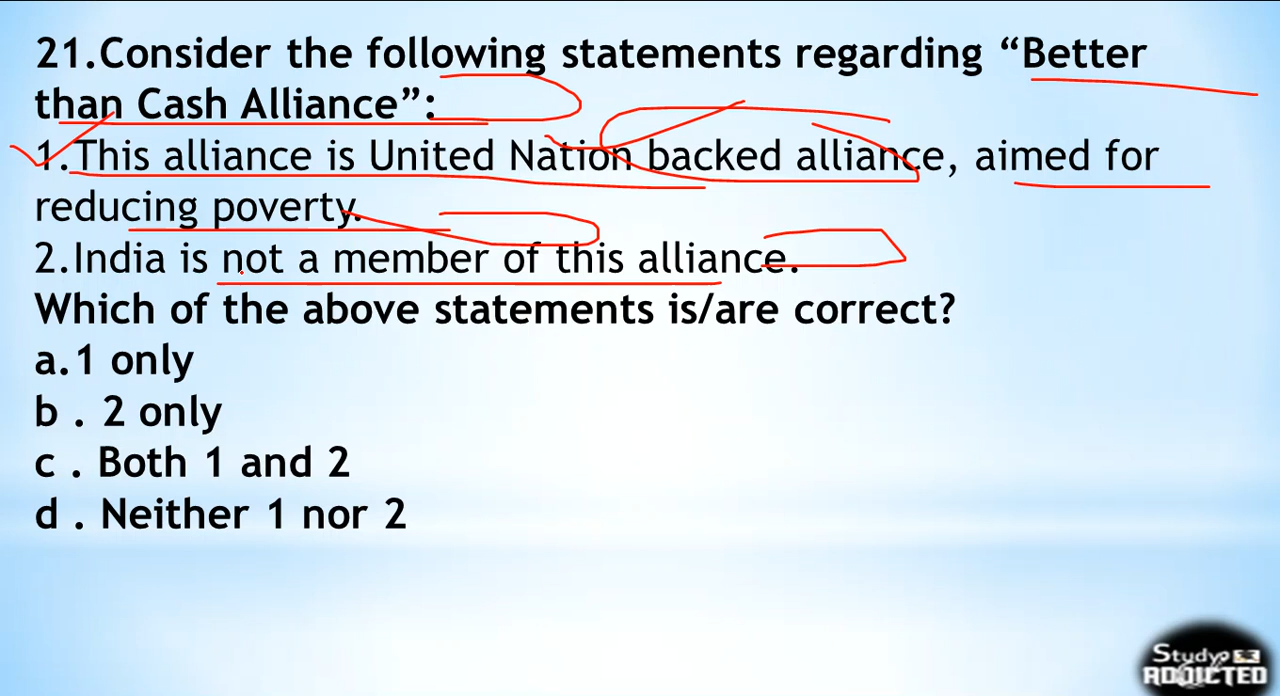 21.Consider the following statements regarding “Better
than Cash Alliance”:
1.This alliance is United Nation backed alliance, aimed for
reducing poverty.
2.India is not a member of this alliance.
Which of the above statements is/are correct?
a.1 only
b . 2 only
c . Both 1 and 2
d . Neither 1 nor 2
Study
ADDICTED